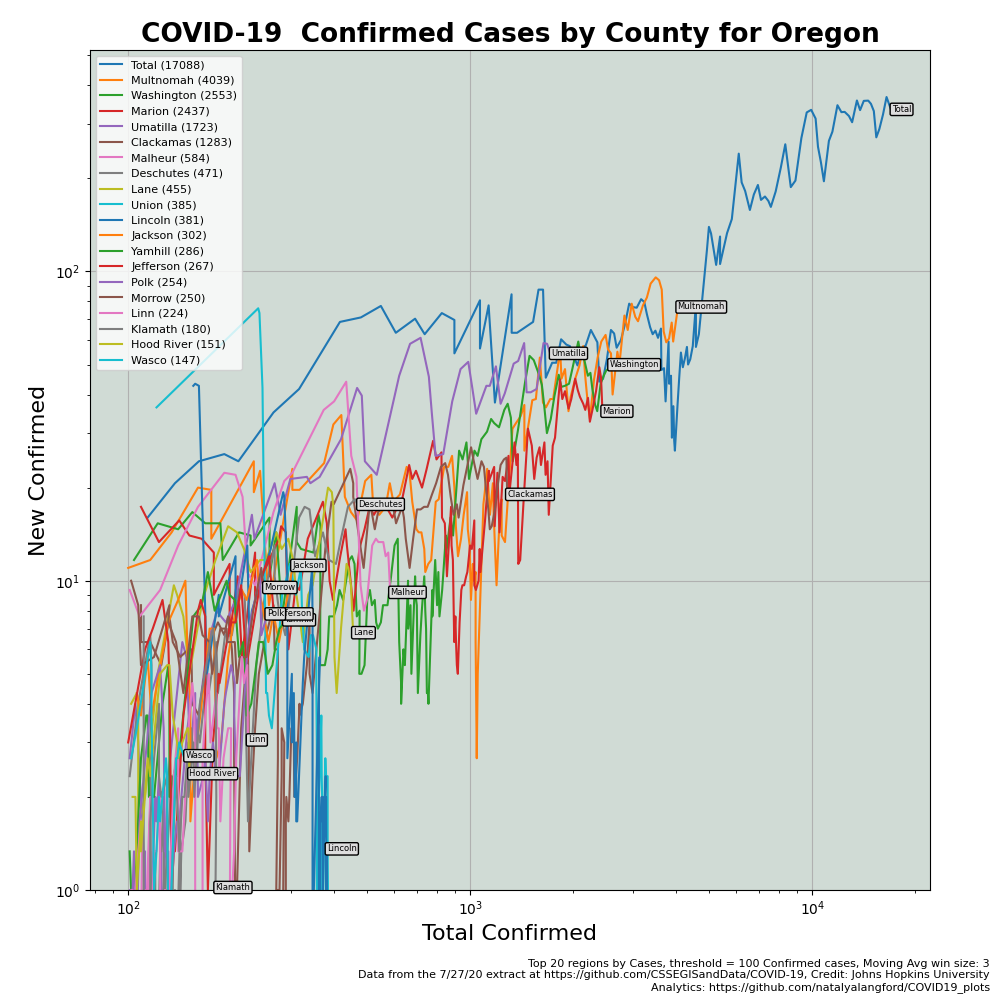 COVID-19  Confirmed Cases by County for Oregon
Total (17088)
Multnomah (4039)
Washington (2553)
Marion (2437)
Umatilla (1723)
Clackamas (1283)
Malheur (584)
Deschutes (471)
Lane (455)
Union (385)
Lincoln (381)
Jackson (302)
Yamhill (286)
Jefferson (267)
Polk (254)
Morrow (250)
Linn (224)
Klamath (180)
Hood River (151)
Wasco (147)
Total
Multnomah
Umatilla
Washington
Marion
Clackamas
Deschutes
Jackson
Morrow
Malheur
Polk
Lane
Linn
Wasco
Hood River
Lincoln
Klamath
New Confirmed
10²
10¹
10⁰
10²
10³
10⁴
Total Confirmed
Top 20 regions by Cases, threshold = 100 Confirmed cases, Moving Avg win size: 3
Data from the 7/27/20 extract at https://github.com/CSSEGISandData/COVID-19, Credit: Johns Hopkins University
Analytics: https://github.com/natalyalangford/COVID19_plots